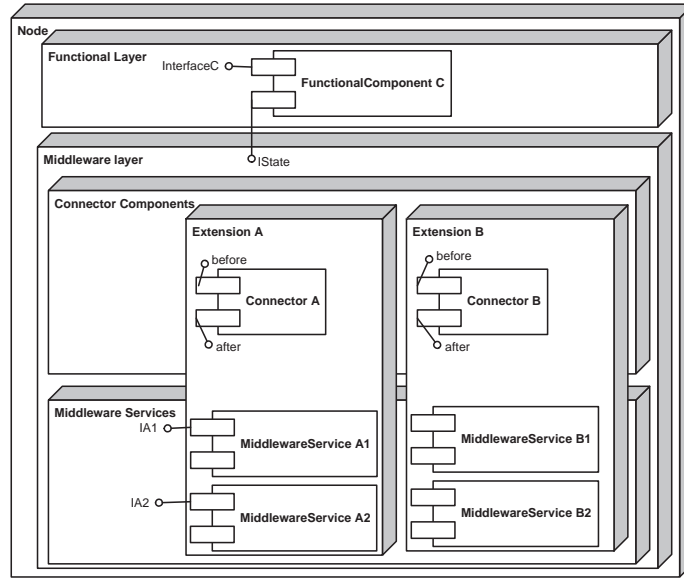 Node
Functional Layer
InterfaceC
FunctionalComponent C
Middleware layer
IState
Connector Components
Extension A
Extension B
before
before
Connector A
Connector B
after
after
Middleware Services
IA1
MiddlewareService A1
MiddlewareService B1
IA2
MiddlewareService A2
MiddlewareService B2